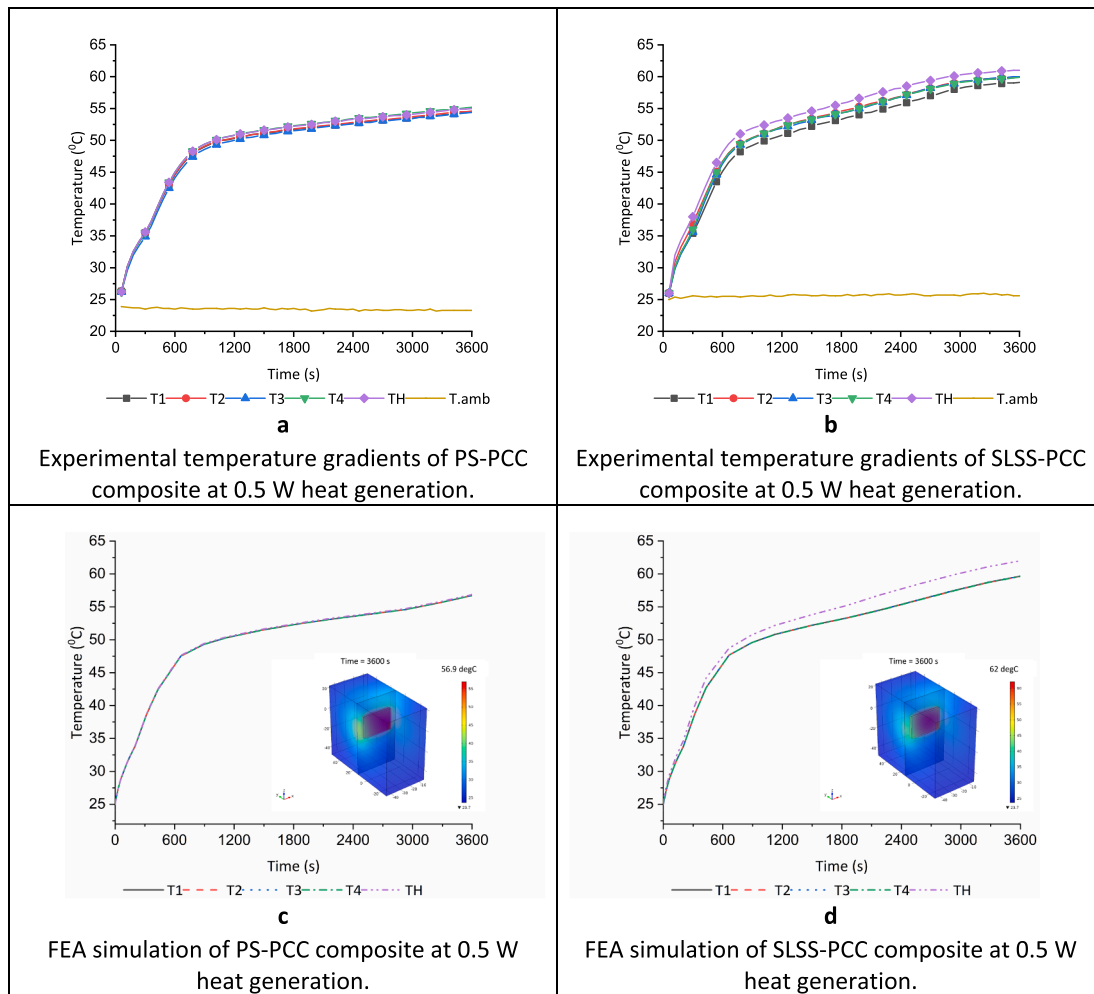 65
60
55
50
45
40
35
30
25
20
Temperature (⁰C)
0 600 1200 1800 2400 3000 3600
Time (s)
T1 T2 T3 T4 TH T.amb
a
Experimental temperature gradients of PS-PCC
composite at 0.5 W heat generation.
65
60
55
50
45
40
35
30
25
20
Temperature (⁰C)
0 600 1200 1800 2400 3000 3600
Time (s)
T1 T2 T3 T4 TH T.amb
b
Experimental temperature gradients of SLSS-PCC
composite at 0.5 W heat generation.
65
60
55
50
45
40
35
30
25
Temperature (⁰C)
Time = 3600 s
56.9 degC
0 600 1200 1800 2400 3000 3600
Time (s)
T1 T2 T3 T4 TH
c
FEA simulation of PS-PCC composite at 0.5 W
heat generation.
65
60
55
50
45
40
35
30
25
Temperature (⁰C)
Time = 3600 s
62 degC
0 600 1200 1800 2400 3000 3600
Time (s)
T1 T2 T3 T4 TH
d
FEA simulation of SLSS-PCC composite at 0.5 W
heat generation.